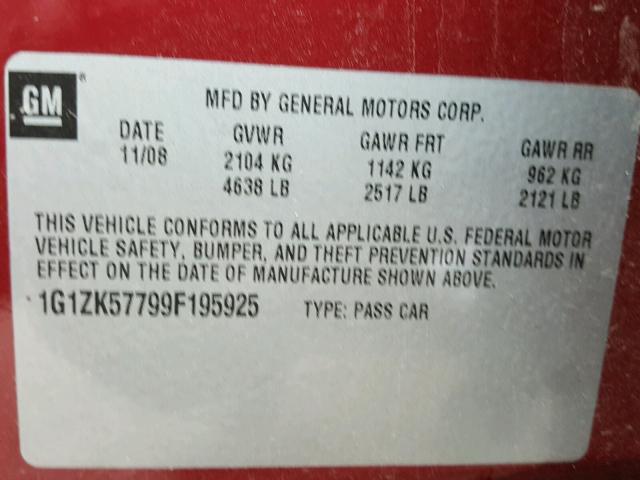 GM ®
MFD BY GENERAL MOTORS CORP.
DATE GVWR GAWR FRT GAWR RR
11/08 2104 KG 1142 KG 962 KG
4638 LB 2517 LB 2121 LB
THIS VEHICLE CONFORMS TO ALL APPLICABLE U.S. FEDERAL MOTOR
VEHICLE SAFETY, BUMPER, AND THEFT PREVENTION STANDARDS IN
EFFECT ON THE DATE OF MANUFACTURE SHOWN ABOVE.
1G1ZK57799F195925 TYPE: PASS CAR